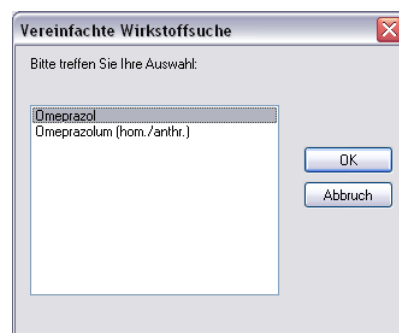 Vereinfachte Wirkstoffsuche
Bitte treffen Sie Ihre Auswahl:
Omeprazol
Omeprazolum (hom./anthr.)
OK
Abbruch